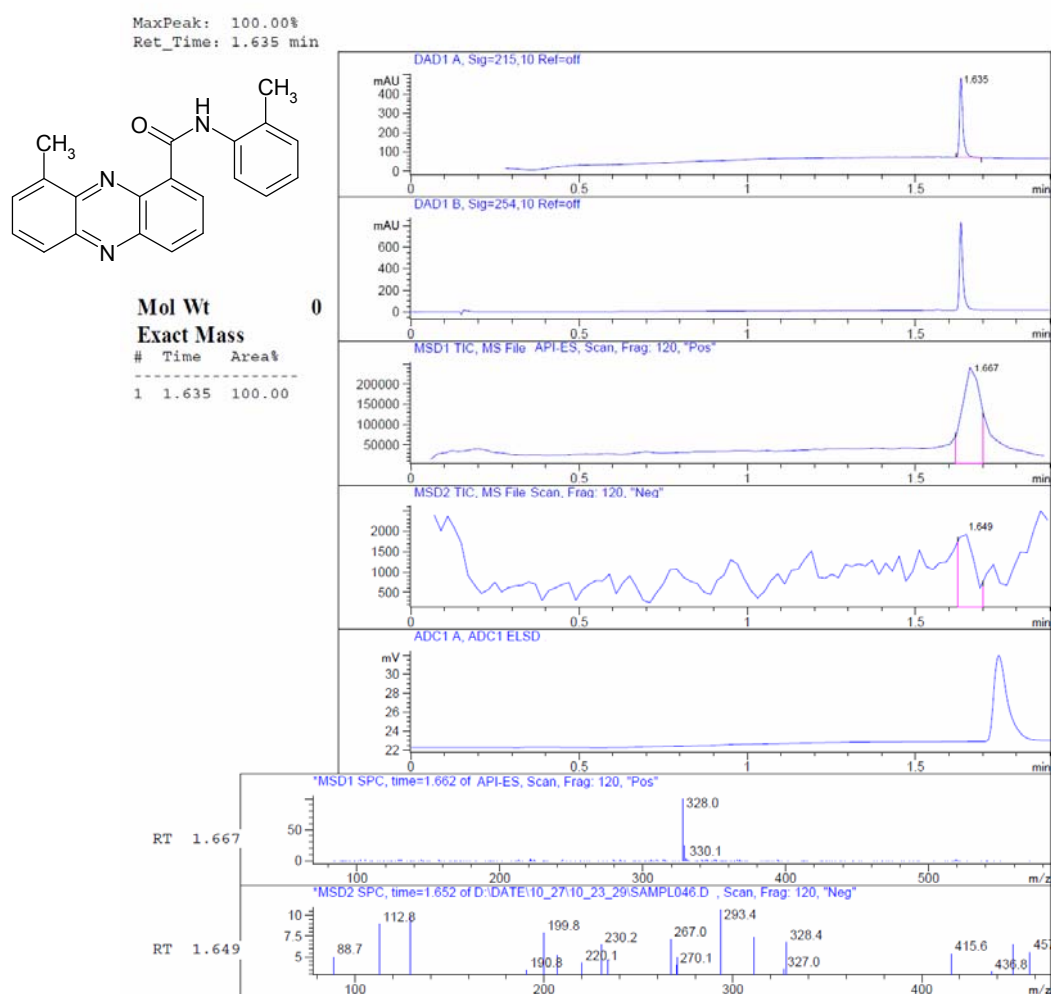 MaxPeak: 100.00%
Ret_Time: 1.635 min
CH3
H
N
O
CH3
N
N
Mol Wt 0
Exact Mass
# Time Area%
-----------------
1 1.635 100.00
DAD1 A, Sig=215,10 Ref=off
mAU
400
300
200
100
0
1.635
0 0.5 1 1.5 min
DAD1 B, Sig=254,10 Ref=off
mAU
600
400
200
0
0 0.5 1 1.5 min
MSD1 TIC, MS File API-ES, Scan, Frag: 120, "Pos"
200000
150000
100000
50000
1.667
0 0.5 1 1.5 min
MSD2 TIC, MS File Scan, Frag: 120, "Neg"
2000
1500
1000
500
1.649
0 0.5 1 1.5 min
ADC1 A, ADC1 ELSD
mV
30
28
26
24
22
0 0.5 1 1.5 min
RT 1.667
*MSD1 SPC, time=1.662 of API-ES, Scan, Frag: 120, "Pos"
50
0
328.0
330.1
100 200 300 400 500 m/z
RT 1.649
*MSD2 SPC, time=1.652 of D:\DATE\10_27\10_23_29\SAMPL046.D , Scan, Frag: 120, "Neg"
10
7.5
5
88.7
112.8
190.8
199.8
220.1
230.2
267.0
270.1
293.4
327.0
328.4
415.6
436.8
457
100 200 300 400 m/z